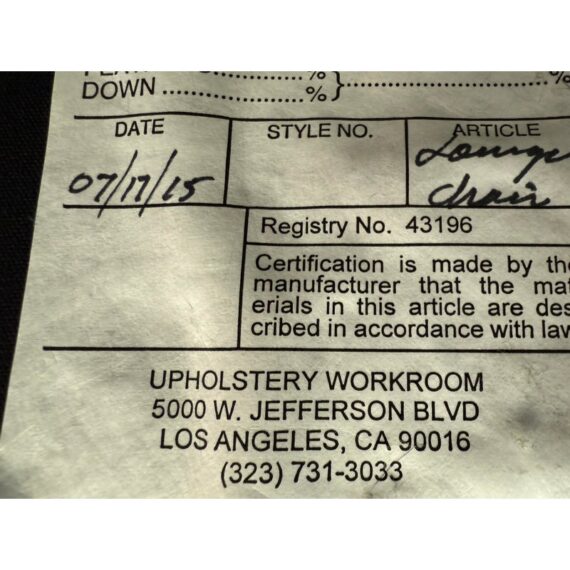 %
DOWN ........................ % }........................ %
DATE
STYLE NO.
ARTICLE
07/17/15
Lounge
chair
Registry No. 43196
Certification is made by the
manufacturer that the mat
erials in this article are des
cribed in accordance with law
UPHOLSTERY WORKROOM
5000 W. JEFFERSON BLVD
LOS ANGELES, CA 90016
(323) 731-3033